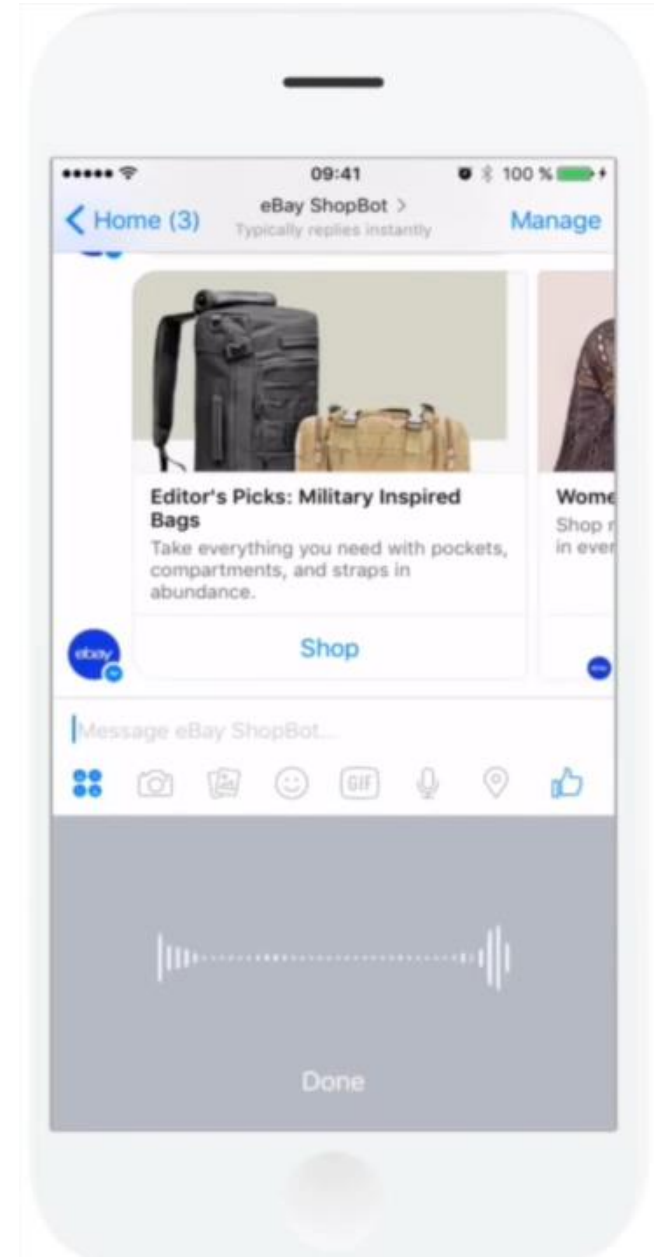 09:41
100 %
Home (3)
eBay ShopBot >
Manage
Typically replies instantly
Editor's Picks: Military Inspired
Bags
Take everything you need with pockets,
compartments, and straps in
abundance.
Shop
Wome
Shop r
in ever
ebay
Message eBay ShopBot...
GIF
Done